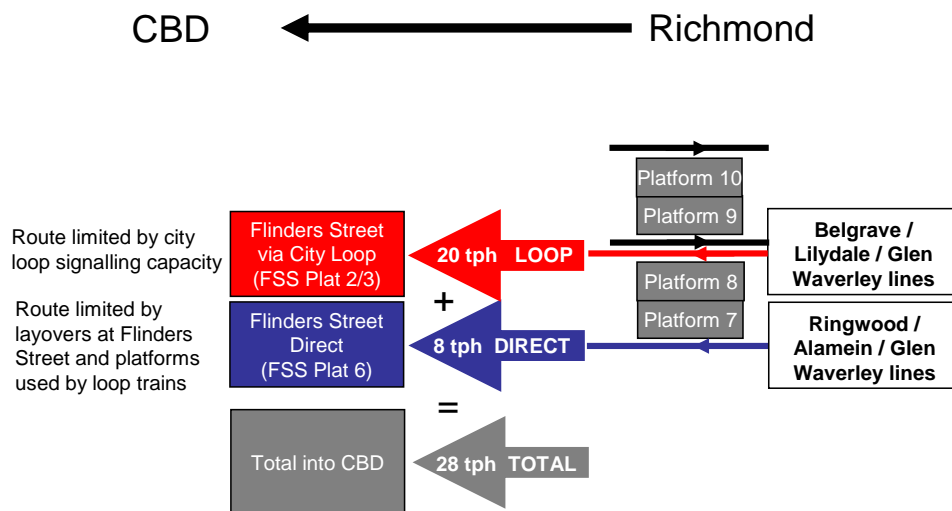 CBD
Richmond
Platform 10
Platform 9
Route limited by city
loop signalling capacity
Flinders Street
via City Loop
(FSS Plat 2/3)
20 tph LOOP
Belgrave /
Lilydale / Glen
Waverley lines
Platform 8
Platform 7
+
Route limited by
layovers at Flinders
Street and platforms
used by loop trains
Flinders Street
Direct
(FSS Plat 6)
8 tph DIRECT
Ringwood /
Alamein / Glen
Waverley lines
=
Total into CBD
28 tph TOTAL